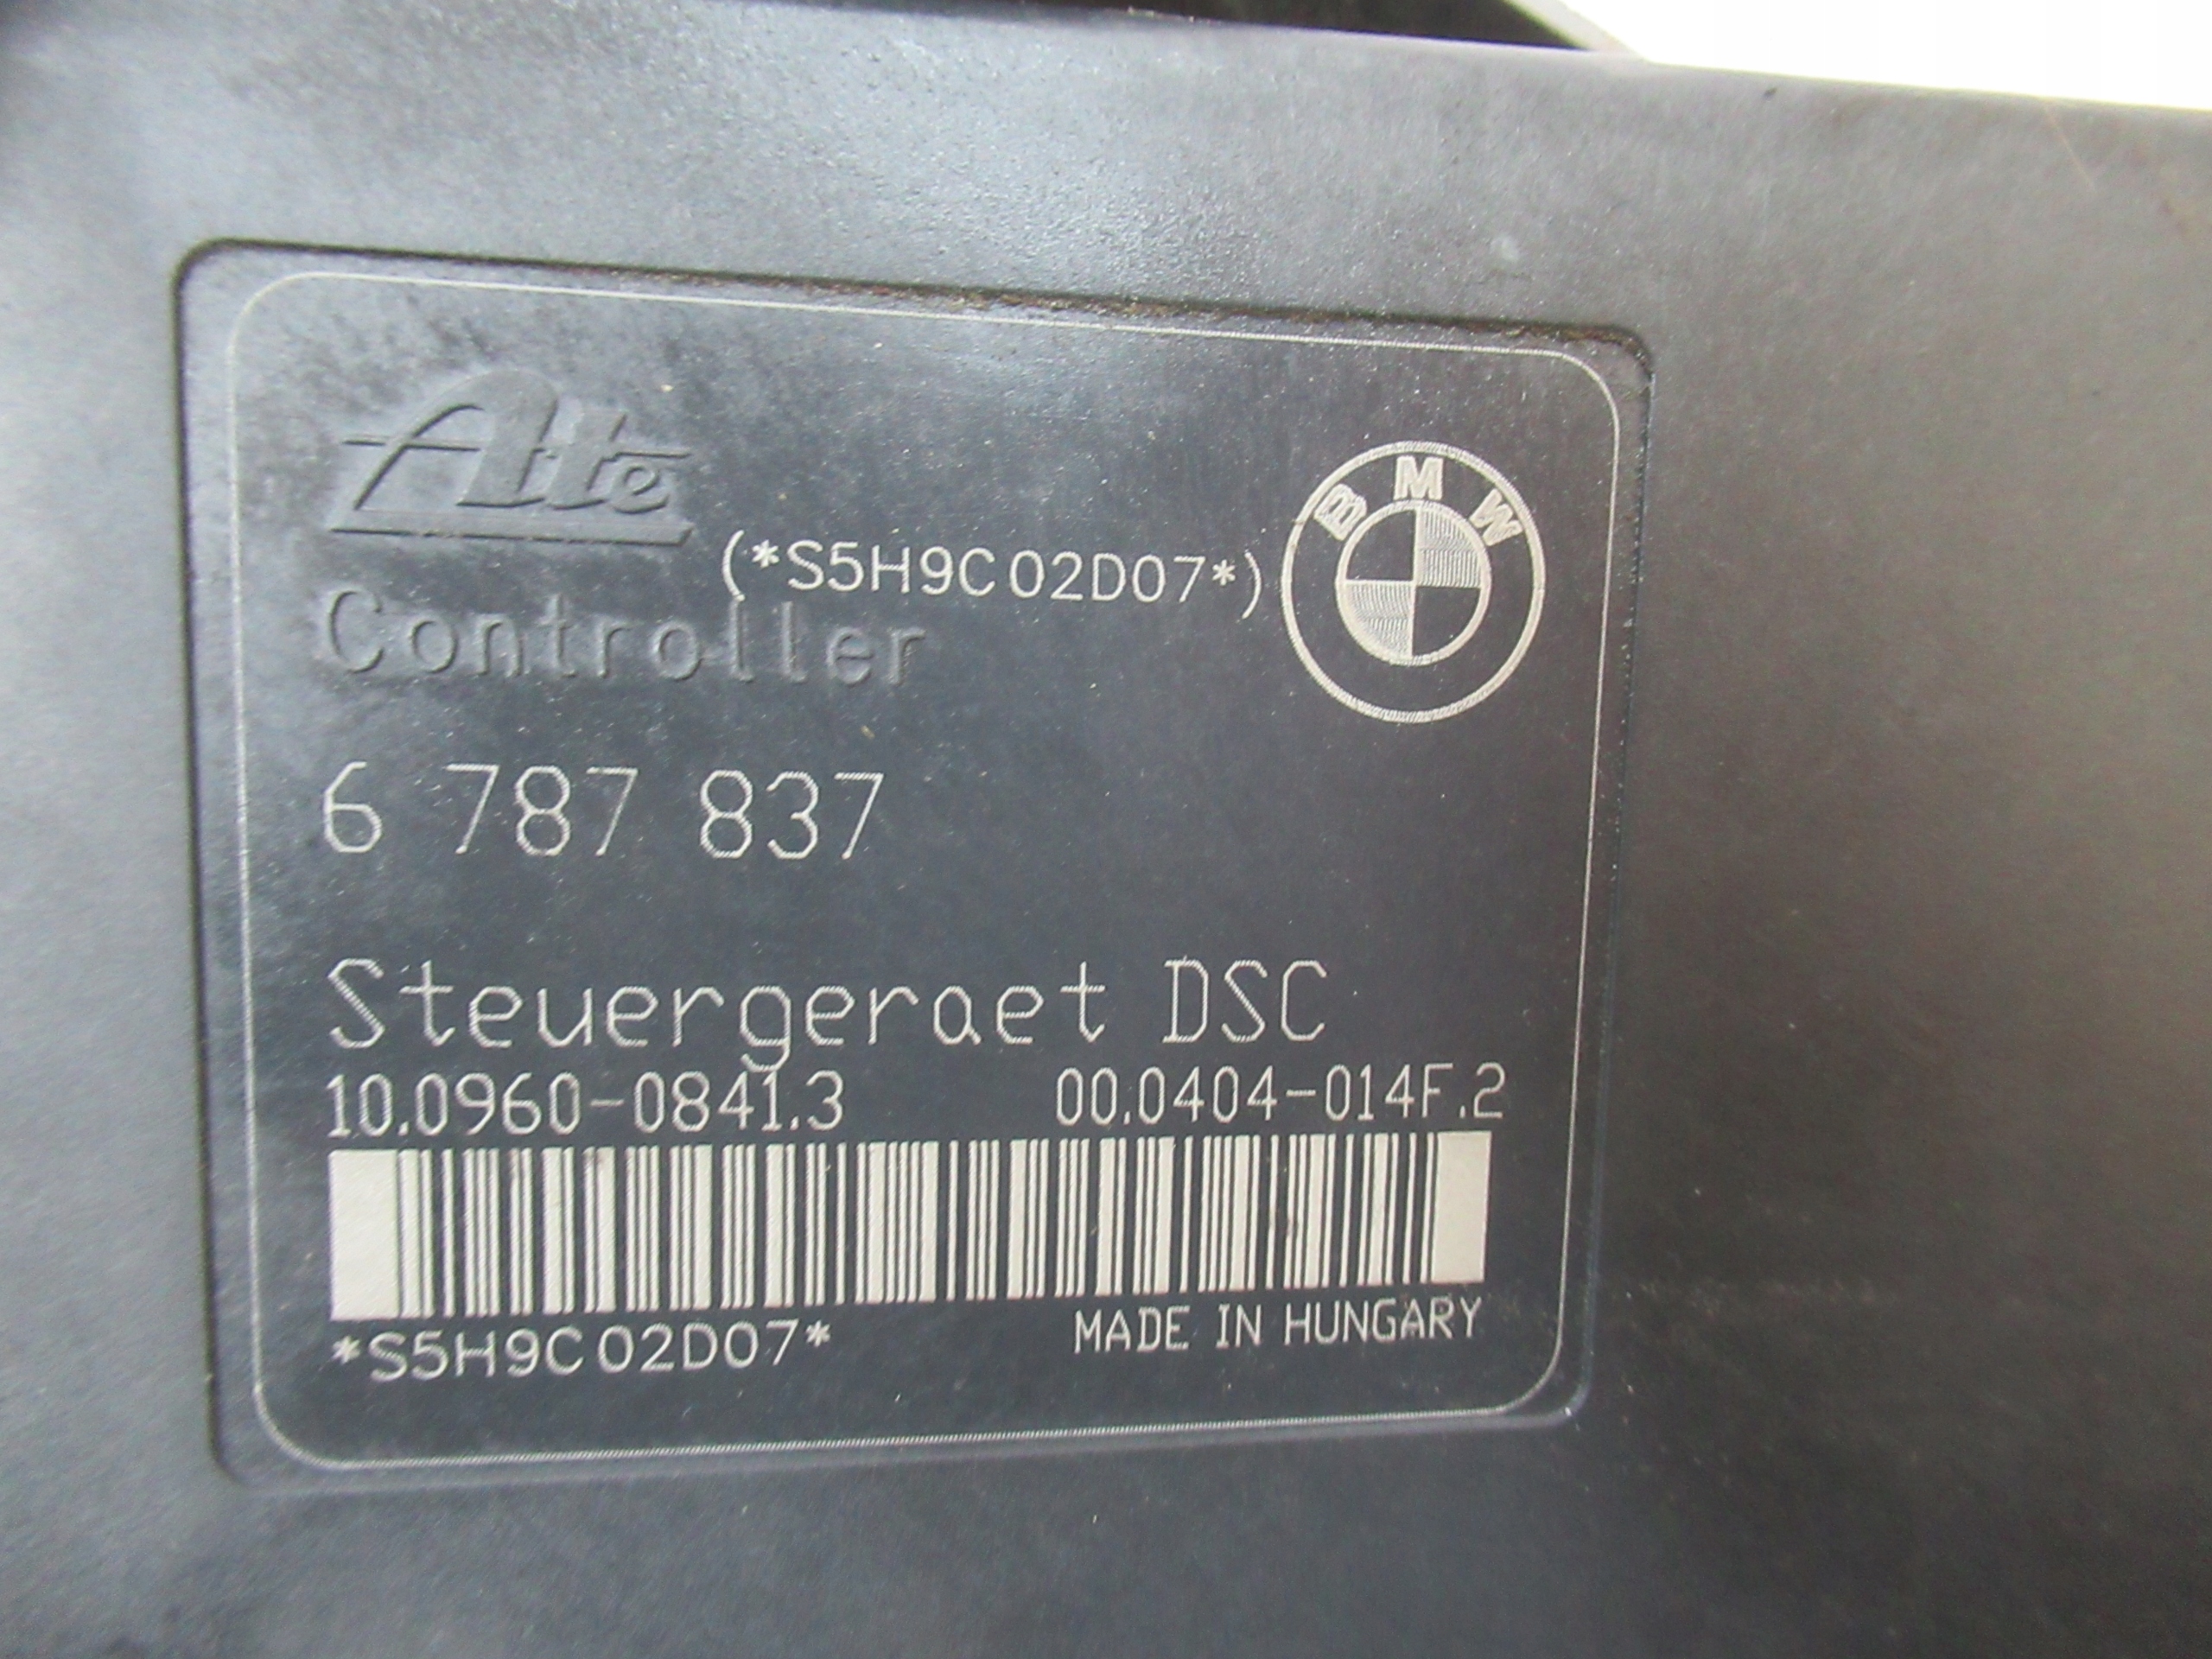 Ate
(*S5H9C02D07*)
BMW
Controller
6 787 837
Steuergeraet DSC
10.0960-0841.3 00.0404-014F.2
*S5H9C02D07* MADE IN HUNGARY